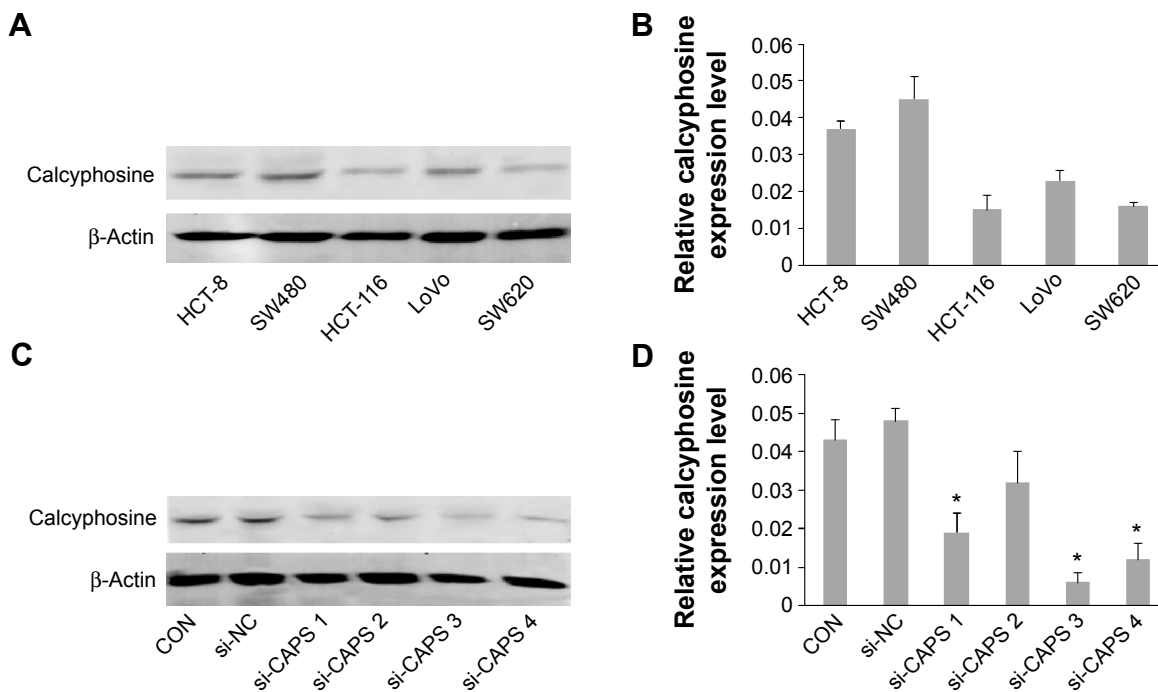 A
Calcyphosine
β-Actin
HCT-8
SW480
HCT-116
LoVo
SW620
B
Relative calcyphosine
expression level
0.06
0.05
0.04
0.03
0.02
0.01
0
HCT-8
SW480
HCT-116
LoVo
SW620
C
Calcyphosine
β-Actin
CON
si-NC
si-CAPS 1
si-CAPS 2
si-CAPS 3
si-CAPS 4
D
Relative calcyphosine
expression level
0.06
0.05
0.04
0.03
0.02
0.01
0
*
*
*
CON
si-NC
si-CAPS 1
si-CAPS 2
si-CAPS 3
si-CAPS 4